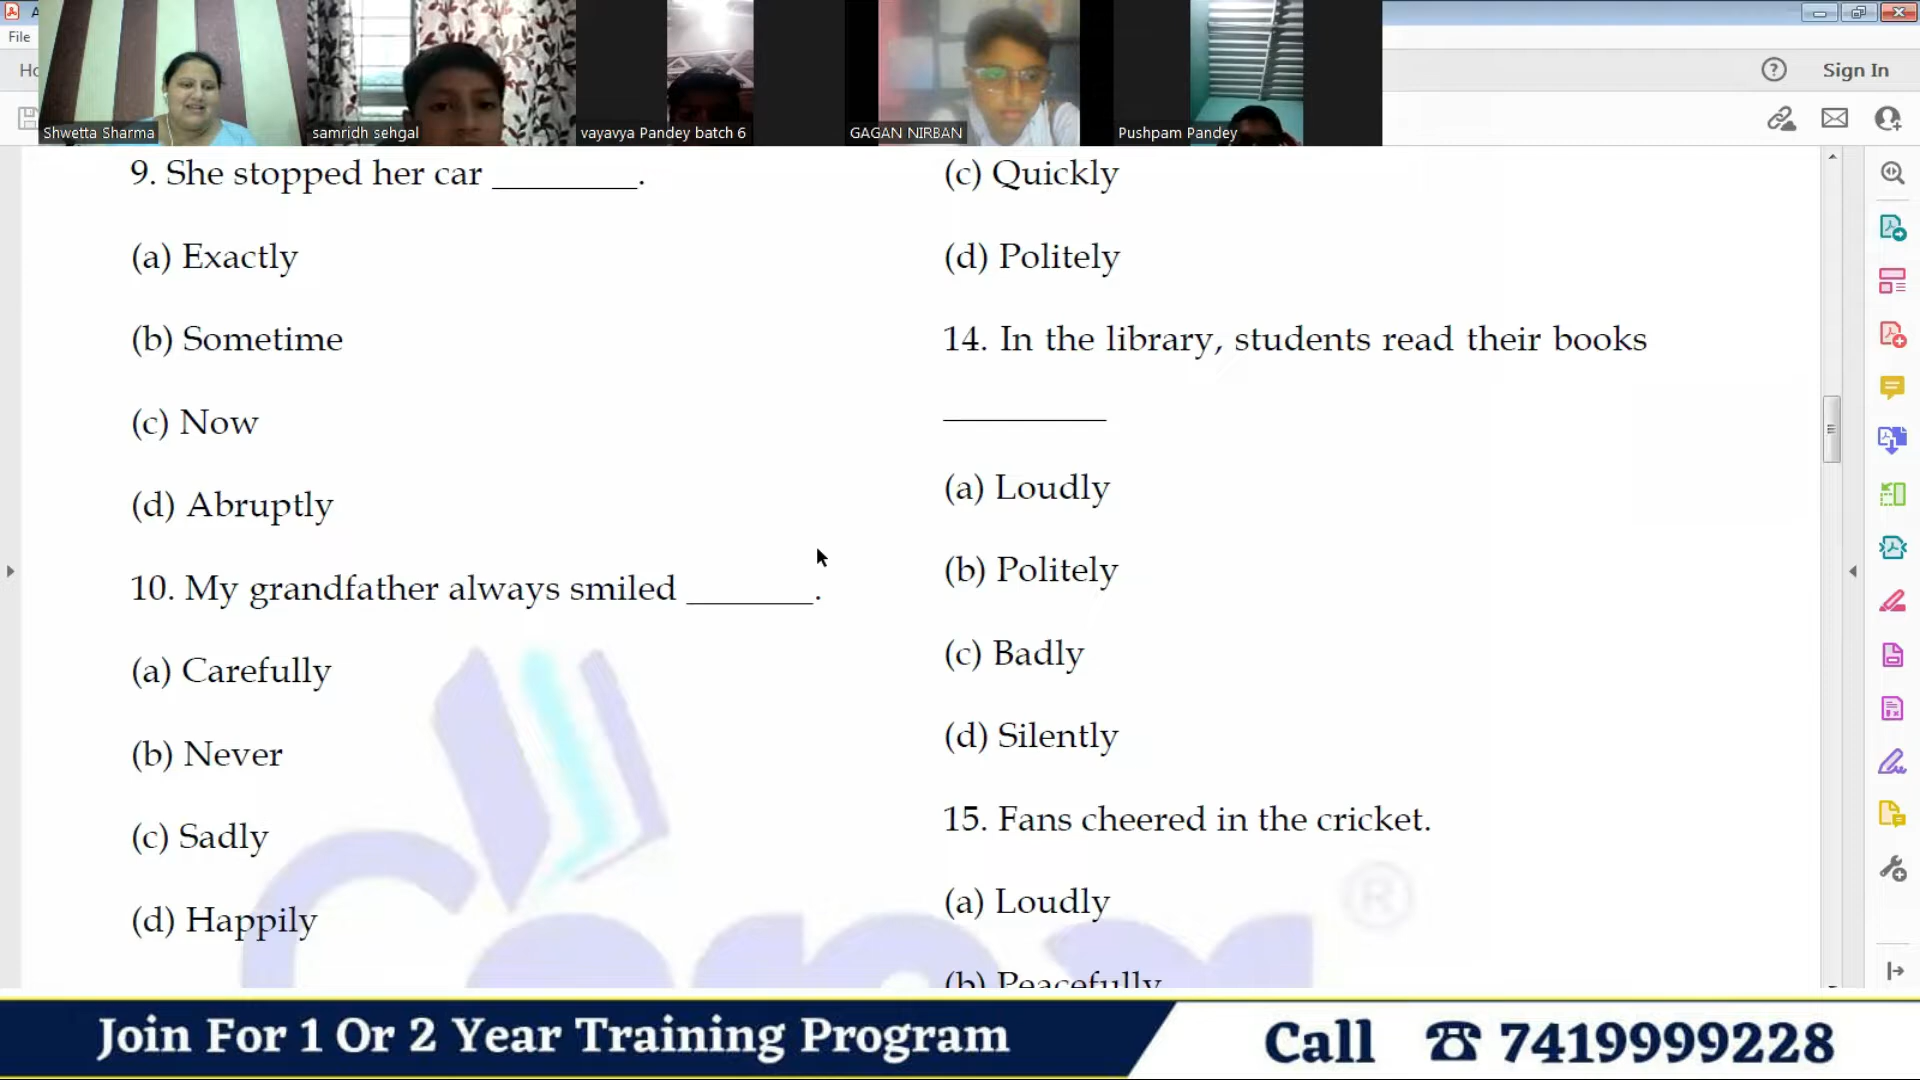 File
Sign In
Shwetta Sharma
samridh sehgal
vayavya Pandey batch 6
GAGAN NIRBAN
Pushpam Pandey
9. She stopped her car ________.
(a) Exactly
(b) Sometime
(c) Now
(d) Abruptly
10. My grandfather always smiled _______.
(a) Carefully
(b) Never
(c) Sadly
(d) Happily
(c) Quickly
(d) Politely
14. In the library, students read their books
_________
(a) Loudly
(b) Politely
(c) Badly
(d) Silently
15. Fans cheered in the cricket.
(a) Loudly
(b) Peacefully
®
Join For 1 Or 2 Year Training Program
Call ☎ 7419999228